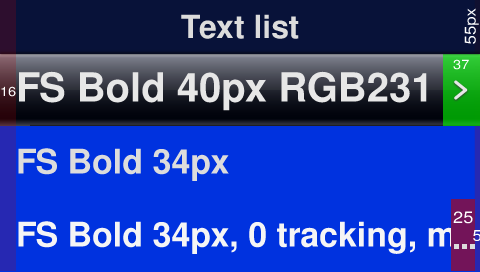 Text list
55px
16
FS Bold 40px RGB231
37
>
FS Bold 34px
FS Bold 34px, 0 tracking, m...
25
5